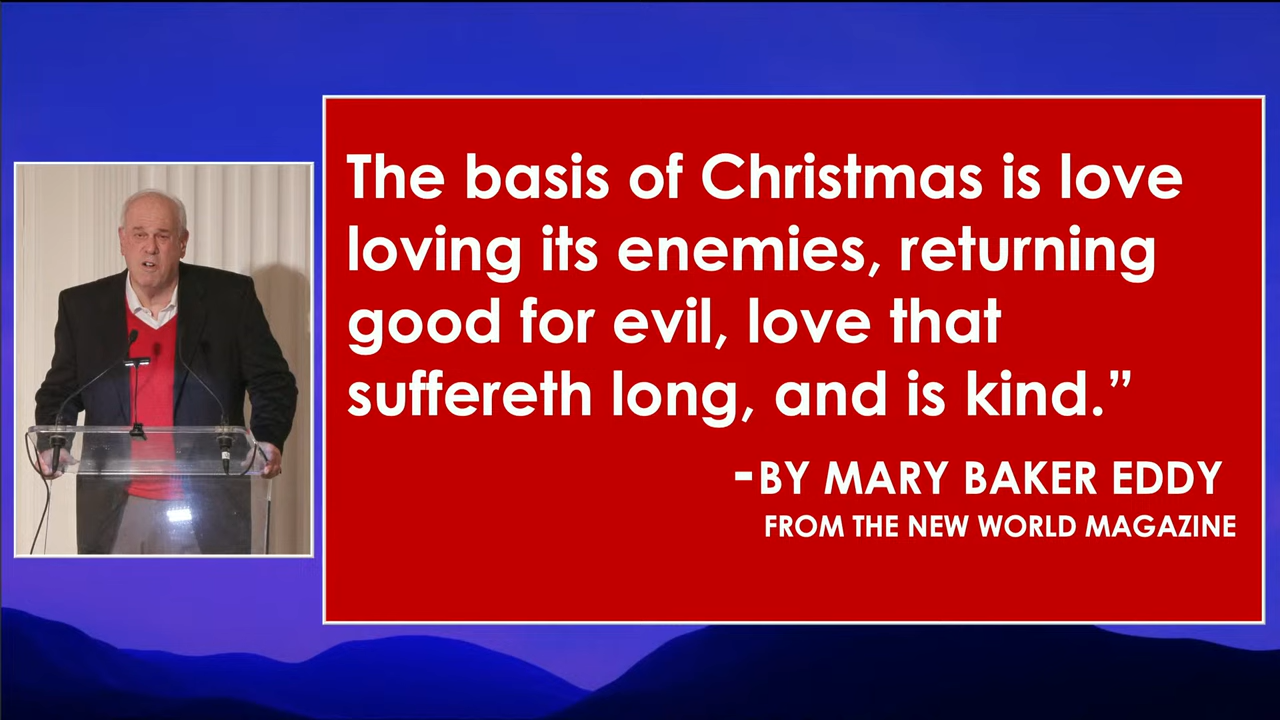 The basis of Christmas is love
loving its enemies, returning
good for evil, love that
suffereth long, and is kind.”
-BY MARY BAKER EDDY
FROM THE NEW WORLD MAGAZINE